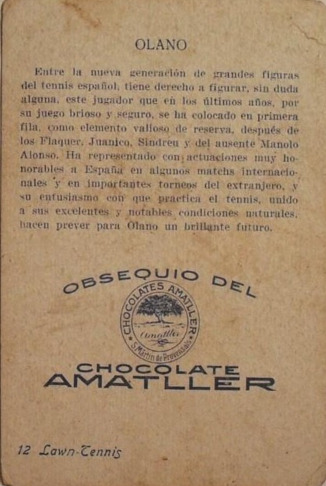 OLANO
Entre la nueva generación de grandes figuras
del tennis español, tiene derecho a figurar, sin duda
alguna, este jugador que en los últimos años, por
su juego brioso y seguro, se ha colocado en primera
fila, como elemento valioso de reserva, después de
los Flaquer, Juanico, Sindreu y del ausente Manolo
Alonso. Ha representado con actuaciones muy ho-
norables a España en algunos matchs internacio-
nales y en importantes torneos del extranjero, y
su entusiasmo con que practica el tennis, unido
a sus excelentes y notables condiciones naturales,
hacen prever para Olano un brillante futuro.
OBSEQUIO DEL
CHOCOLATES AMATLLER
Amatller
S. Martin de Provensals
CHOCOLATE
AMATLLER
12 Lawn-Tennis